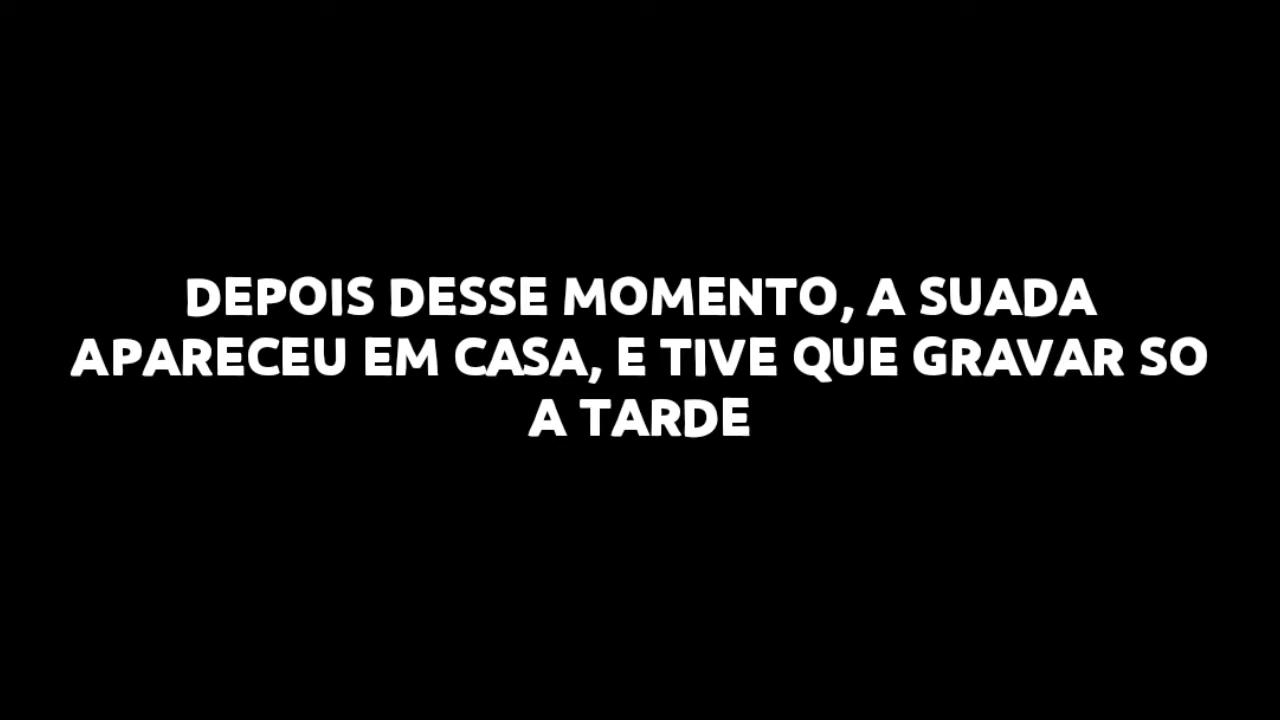 DEPOIS DESSE MOMENTO, A SUADA
APARECEU EM CASA, E TIVE QUE GRAVAR SO
A TARDE